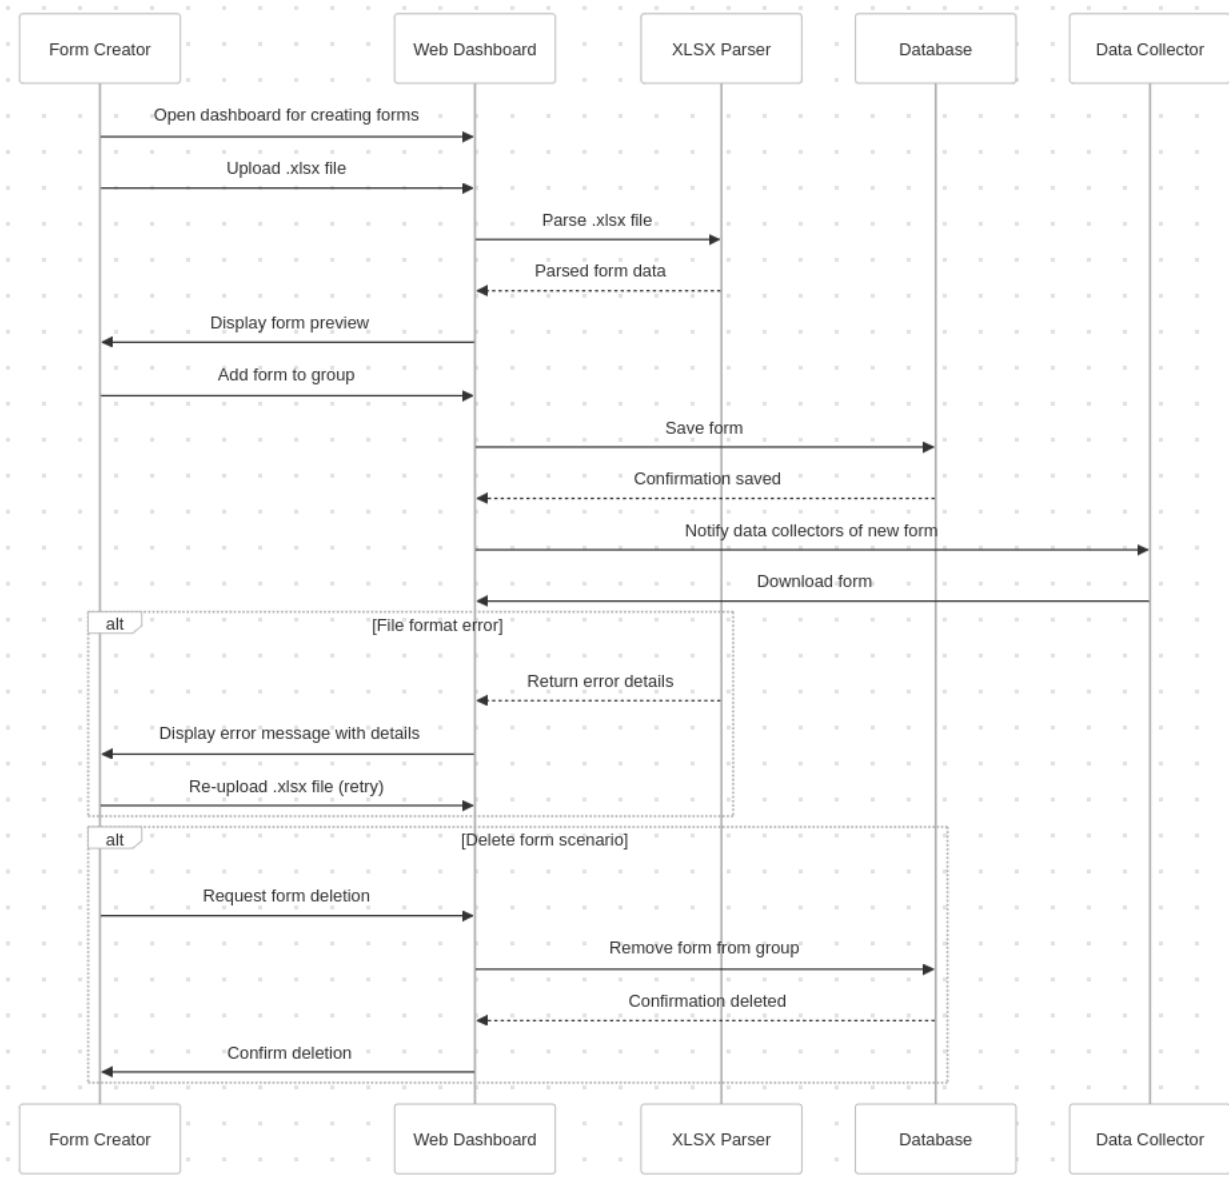 Form Creator
Web Dashboard
XLSX Parser
Database
Data Collector
Open dashboard for creating forms
Upload .xlsx file
Parse .xlsx file
Parsed form data
Display form preview
Add form to group
Save form
Confirmation saved
Notify data collectors of new form
Download form
alt
[File format error]
Return error details
Display error message with details
Re-upload .xlsx file (retry)
alt
[Delete form scenario]
Request form deletion
Remove form from group
Confirmation deleted
Confirm deletion
Form Creator
Web Dashboard
XLSX Parser
Database
Data Collector